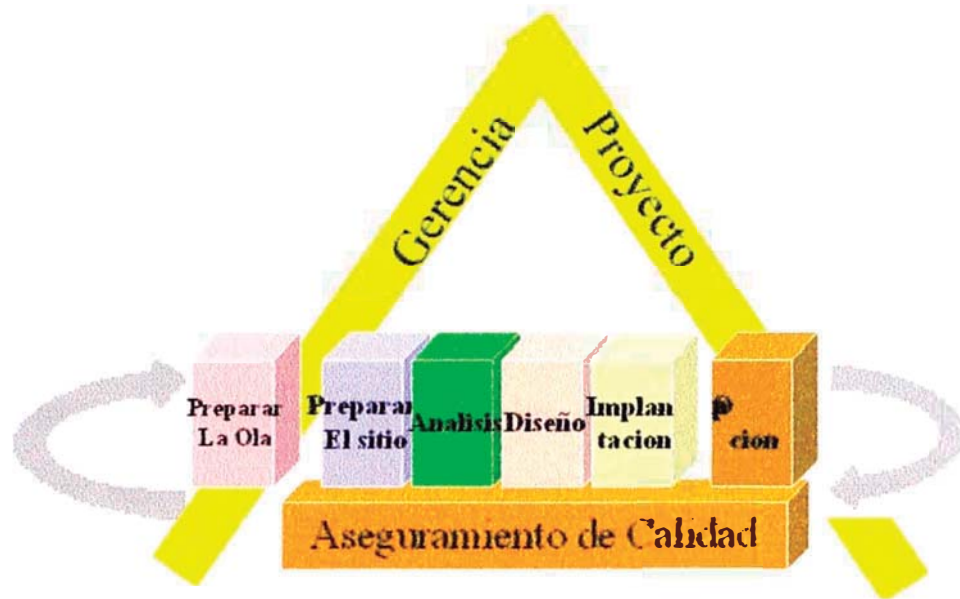 Gerencia
Proyecto
Preparar
La Ola
Preparar
El sitio
Analisis
Diseño
Implan
tacion
cion
Aseguramiento de Calidad